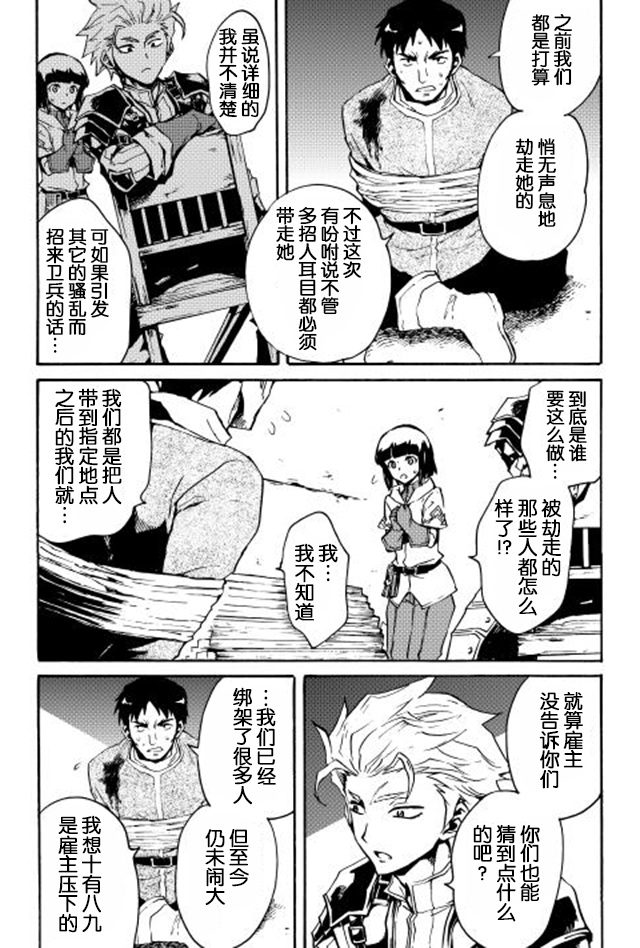 之前我们
都是打算
悄无声息地
劫走她的
不过这次
有吩咐说不管
多招人耳目都必须
带走她
虽说详细的
我并不清楚
可如果引发
其它的骚乱而
招来卫兵的话…
到底是谁
要这么做…
被劫走的
那些人都怎么
样了!?
我…
我不知道
我们都是把人
带到指定地点
之后的我们就…
就算雇主
没告诉你们
你们也能
猜到点什么
的吧?
…我们已经
绑架了很多人
但至今
仍未闹大
我想十有八九
是雇主压下的